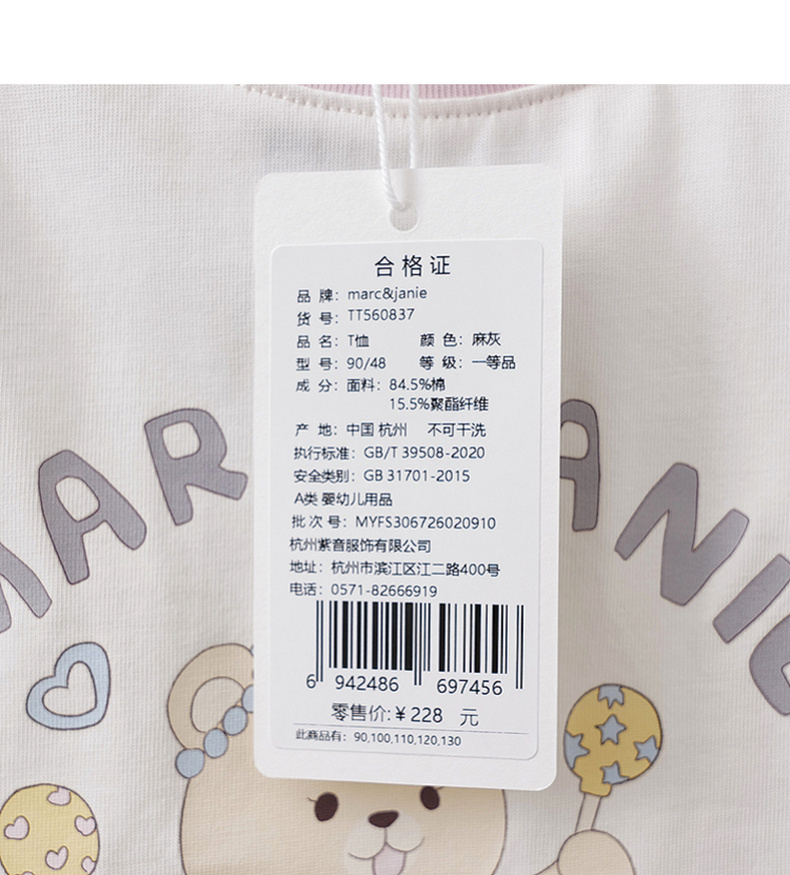 合格证
品 牌: marc&janie
货 号: TT560837
品 名: T恤 颜 色: 麻灰
型 号: 90/48 等 级: 一等品
成 分: 面料: 84.5%棉
15.5%聚酯纤维
产 地: 中国 杭州 不可干洗
执行标准: GB/T 39508-2020
安全类别: GB 31701-2015
A类 婴幼儿用品
批 次 号: MYFS306726020910
杭州紫音服饰有限公司
地址: 杭州市滨江区江二路400号
电话: 0571-82666919
6 942486 697456
零售价:¥228 元
此商品有: 90,100,110,120,130
MAR ANIE